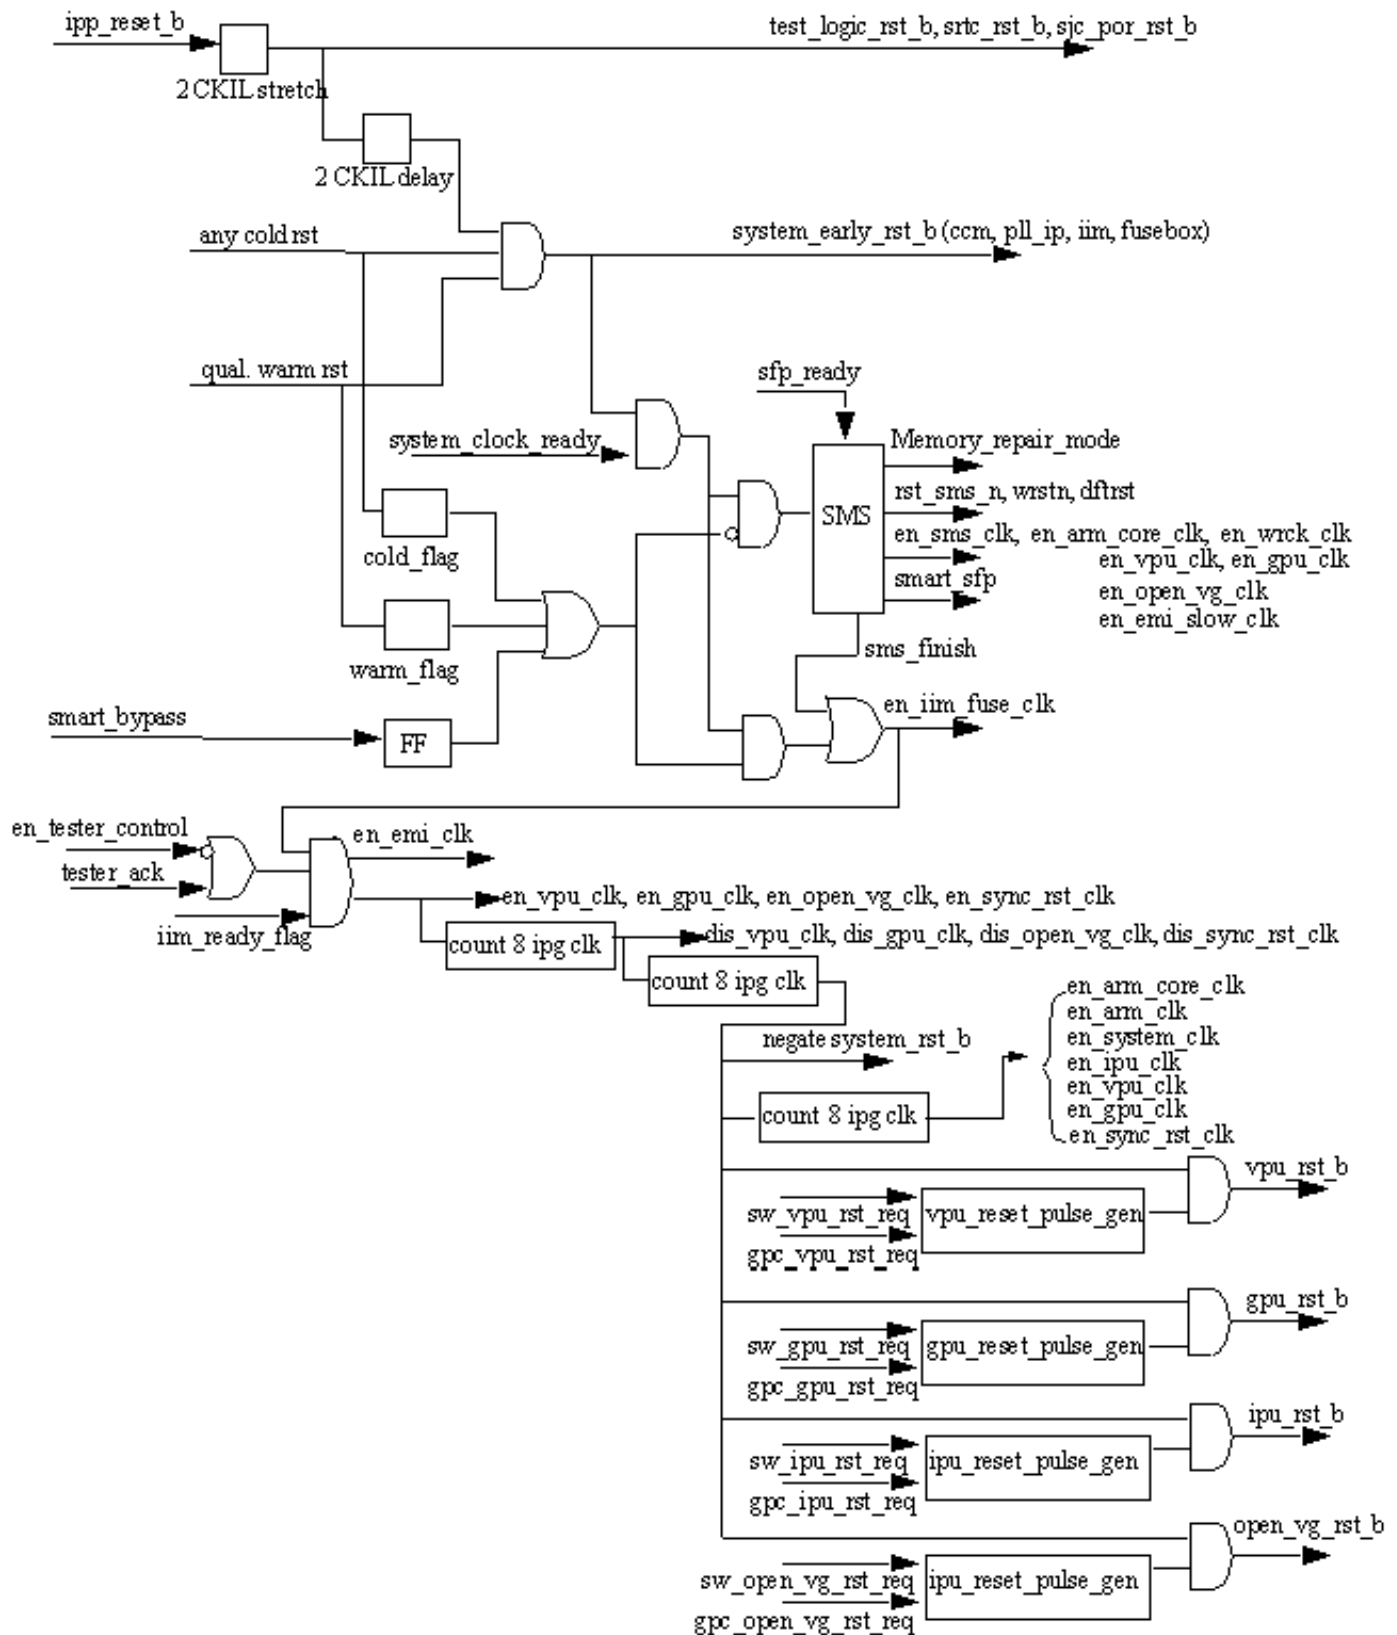 ipp_reset_b
test_logic_rst_b, srtc_rst_b, sjc_por_rst_b
2 CKIL stretch
2 CKIL delay
any cold rst
system_early_rst_b (ccm, pll_ip, iim, fusebox)
qual. warm rst
sfp_ready
system_clock_ready
Memory_repair_mode
rst_sms_n, wrstn, dftrst
SMS
en_sms_clk, en_arm_core_clk, en_wrck_clk
en_vpu_clk, en_gpu_clk
cold_flag
smart_sfp
en_open_vg_clk
en_emi_slow_clk
sms_finish
warm_flag
smart_bypass
en_iim_fuse_clk
FF
en_tester_control
en_emi_clk
tester_ack
en_vpu_clk, en_gpu_clk, en_open_vg_clk, en_sync_rst_clk
iim_ready_flag
count 8 ipg clk
dis_vpu_clk, dis_gpu_clk, dis_open_vg_clk, dis_sync_rst_clk
count 8 ipg clk
en_arm_core_clk
en_arm_clk
negate system_rst_b
en_system_clk
en_ipu_clk
en_vpu_clk
count 8 ipg clk
en_gpu_clk
en_sync_rst_clk
vpu_rst_b
sw_vpu_rst_req
vpu_reset_pulse_gen
gpc_vpu_rst_req
gpu_rst_b
sw_gpu_rst_req
gpu_reset_pulse_gen
gpc_gpu_rst_req
ipu_rst_b
sw_ipu_rst_req
ipu_reset_pulse_gen
gpc_ipu_rst_req
open_vg_rst_b
sw_open_vg_rst_req
ipu_reset_pulse_gen
gpc_open_vg_rst_req